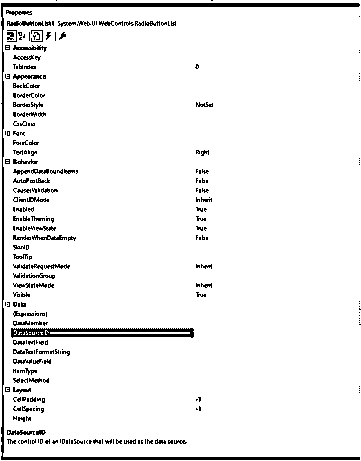 Properties
RadioButtonList1 System.Web.UI.WebControls.RadioButtonList
Accessibility
AccessKey
TabIndex 0
Appearance
BackColor
BorderColor
BorderStyle NotSet
BorderWidth
CssClass
Font
ForeColor
TextAlign Right
Behavior
AppendDataBoundItems False
AutoPostBack False
CausesValidation False
ClientIDMode Inherit
Enabled True
EnableTheming True
EnableViewState True
RenderWhenDataEmpty False
SkinID
ToolTip
ValidateRequestMode Inherit
ValidationGroup
ViewStateMode Inherit
Visible True
Data
(Expressions)
DataMember
DataSourceID
DataTextField
DataTextFormatString
DataValueField
ItemType
SelectMethod
Layout
CellPadding -1
CellSpacing -1
Height
DataSourceID
The control ID of an IDataSource that will be used as the data source.